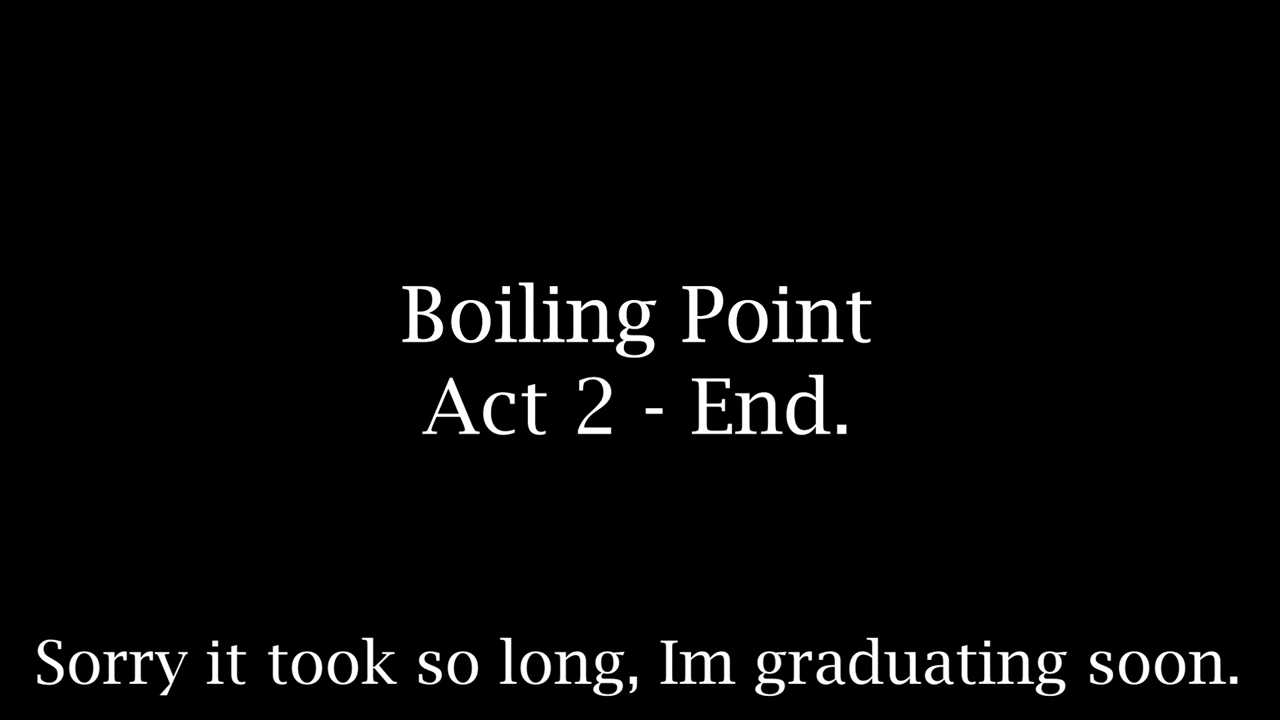 Boiling Point
Act 2 - End.
Sorry it took so long, Im graduating soon.